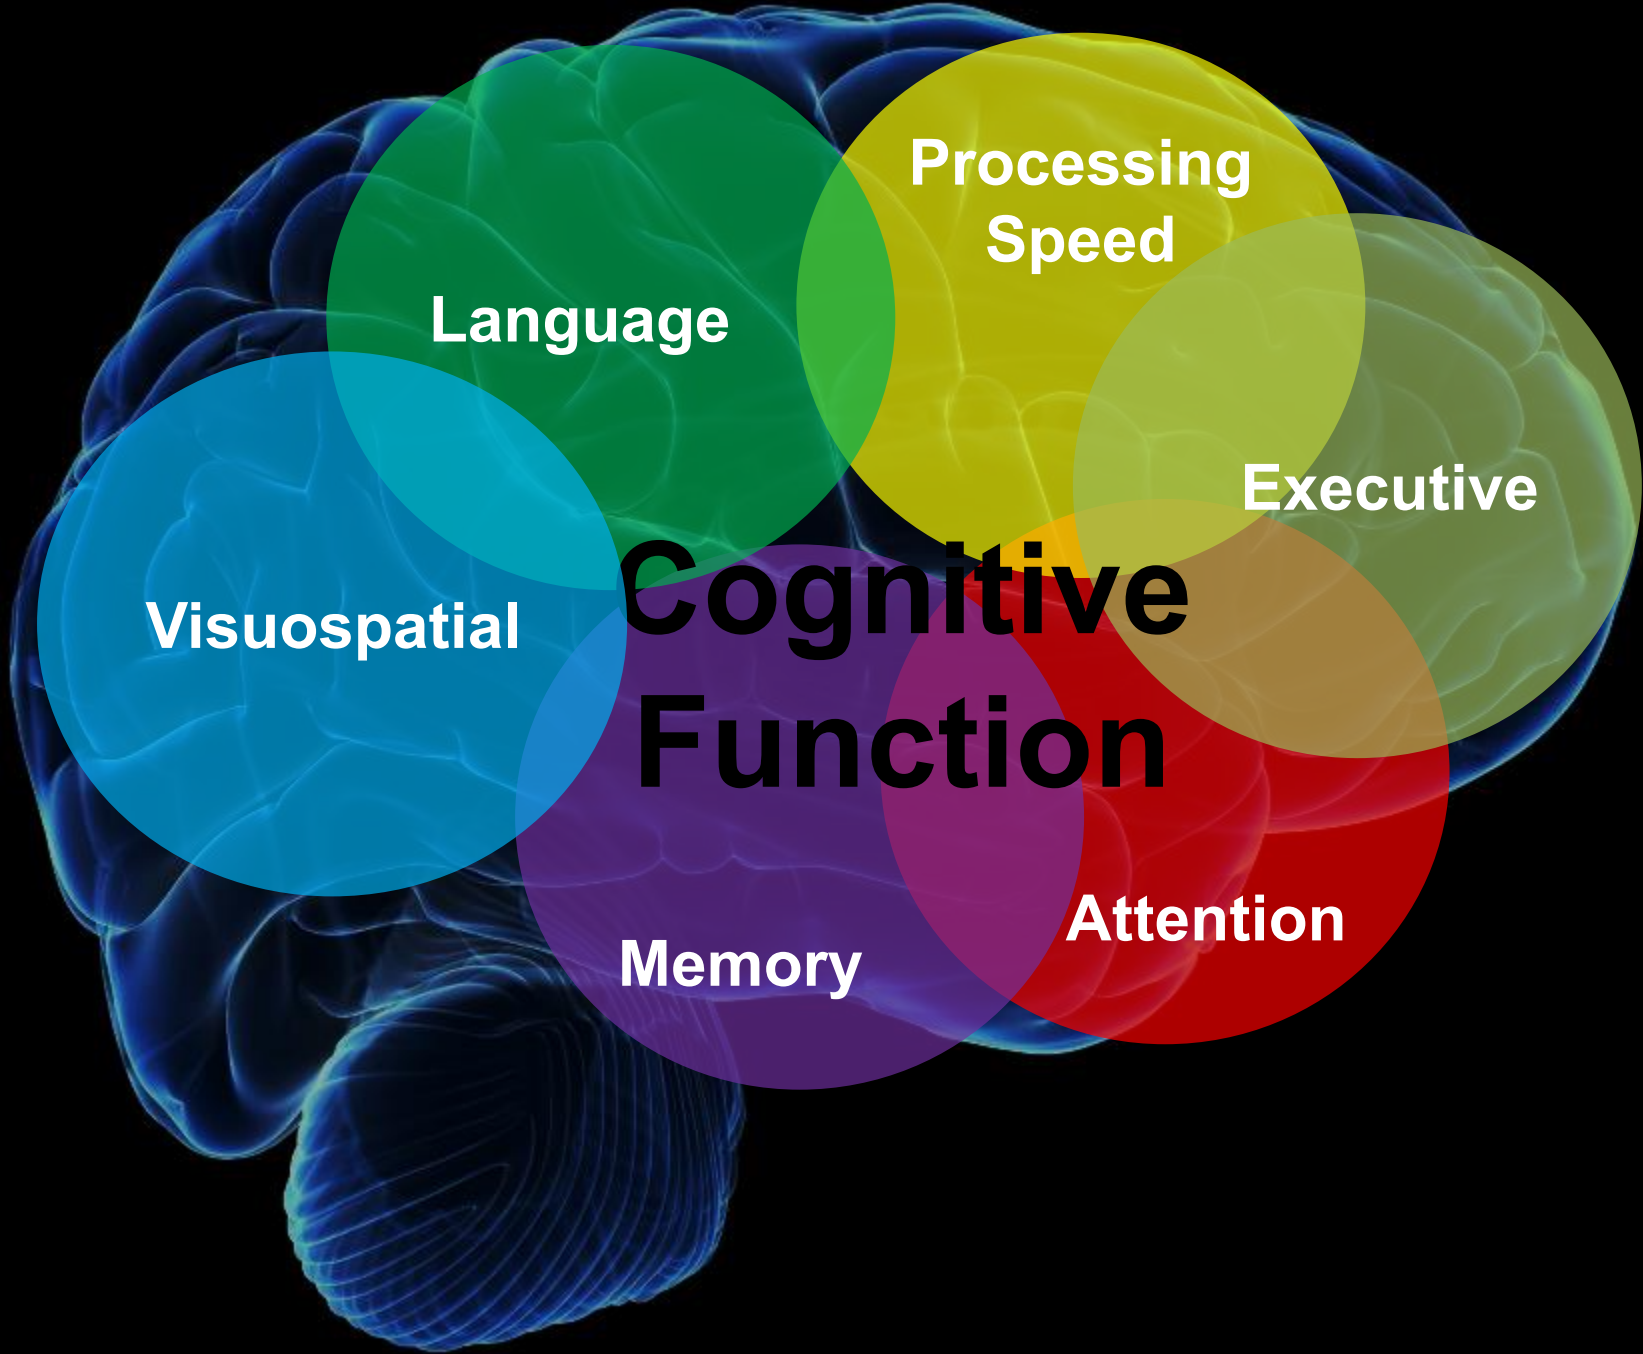 Processing
Speed
Language
Executive
Cognitive
Function
Visuospatial
Attention
Memory